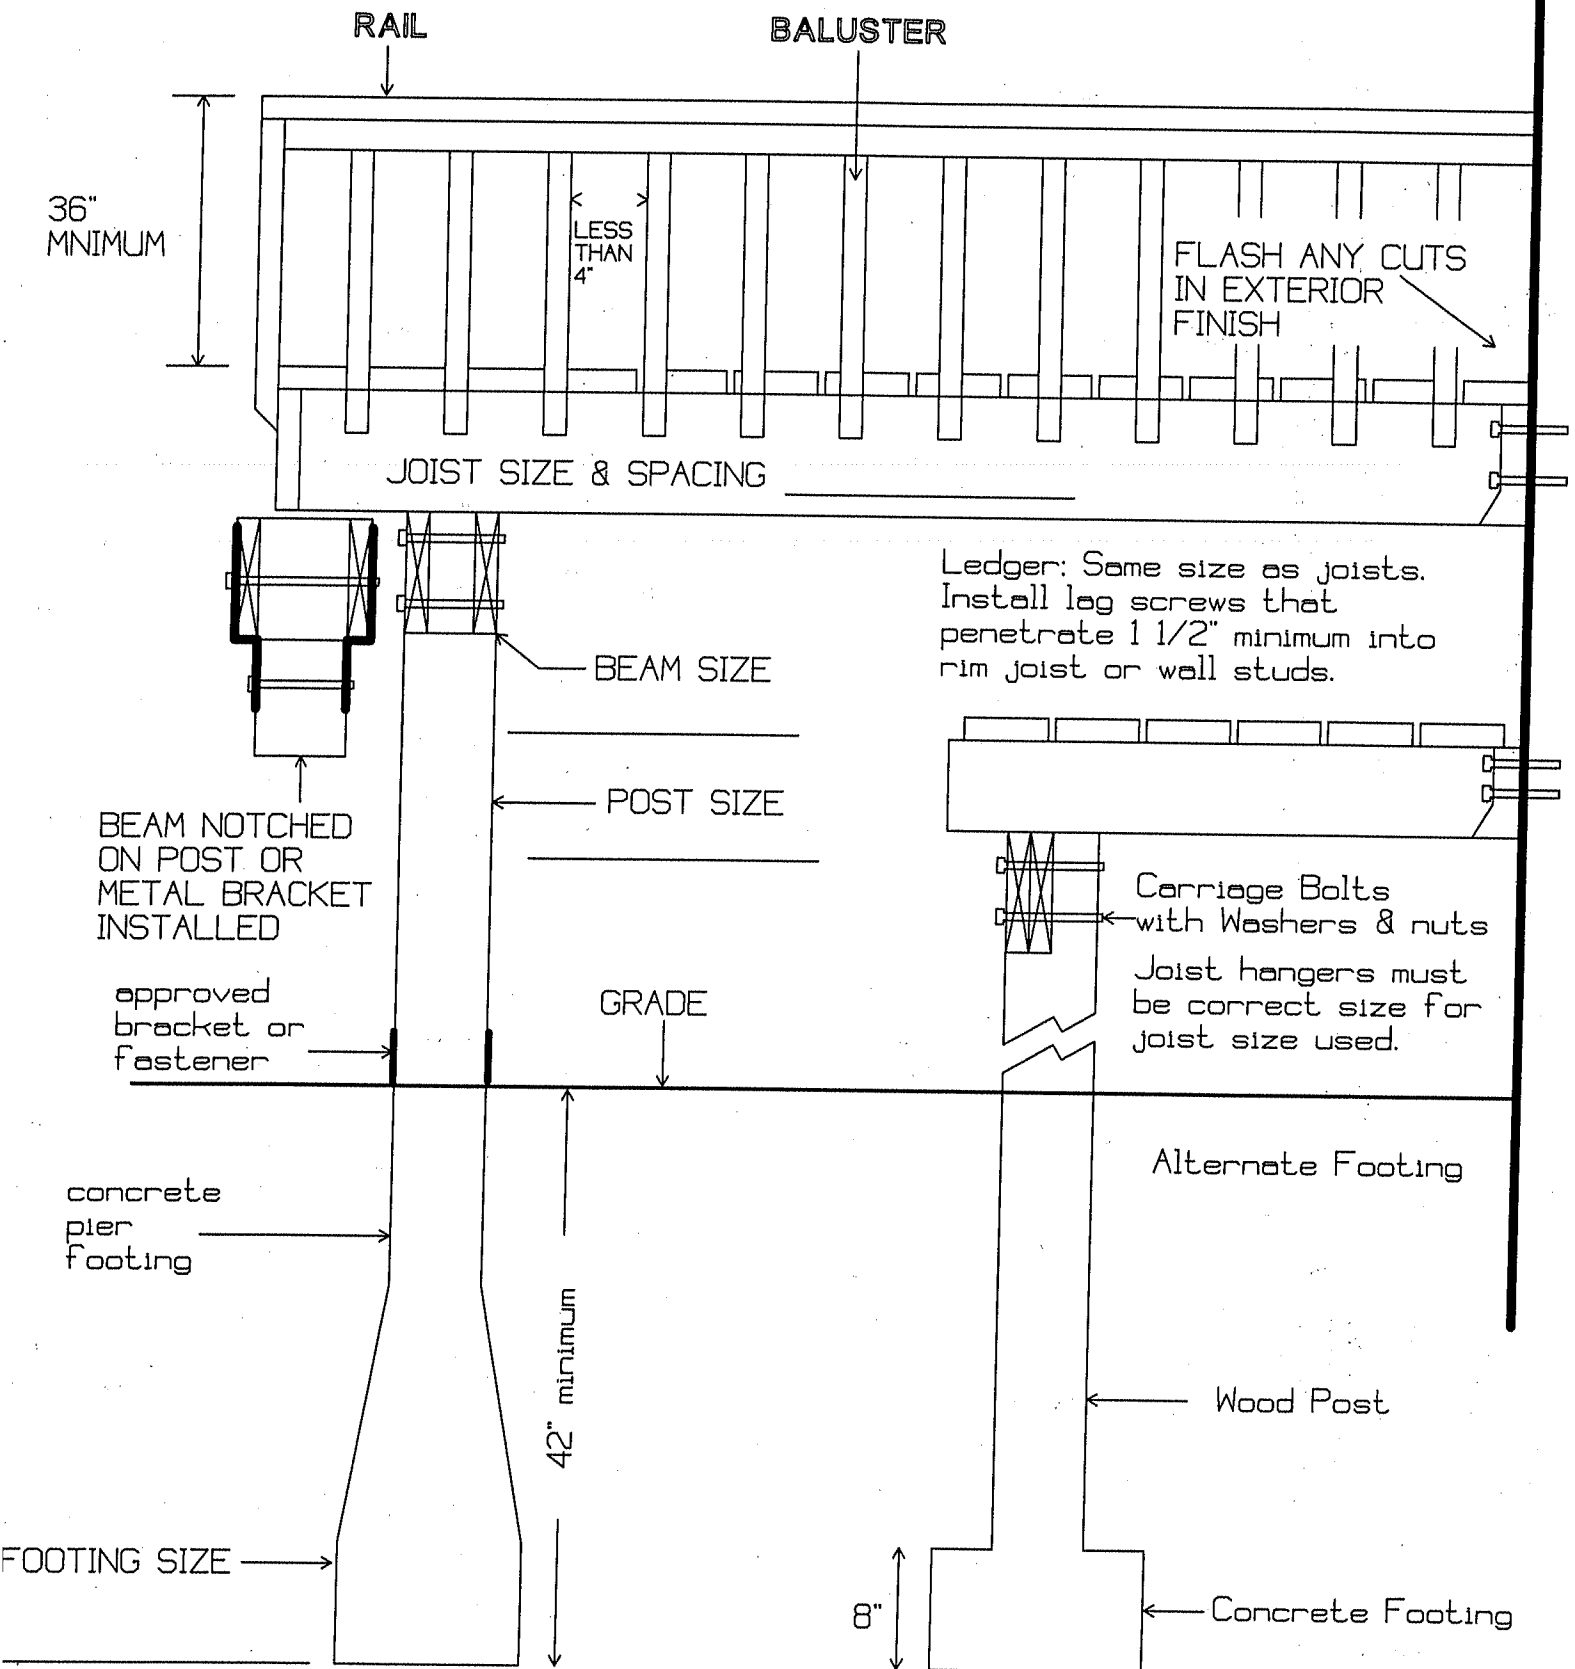 RAIL
BALUSTER
36"
MNIMUM
LESS
THAN
4"
FLASH ANY CUTS
IN EXTERIOR
FINISH
JOIST SIZE & SPACING
Ledger: Same size as joists.
Install lag screws that
penetrate 1 1/2" minimum into
rim joist or wall studs.
BEAM SIZE
POST SIZE
BEAM NOTCHED
ON POST OR
METAL BRACKET
INSTALLED
Carriage Bolts
with Washers & nuts
Joist hangers must
be correct size for
joist size used.
approved
bracket or
fastener
GRADE
Alternate Footing
concrete
pier
footing
42" minimum
Wood Post
FOOTING SIZE
8"
Concrete Footing